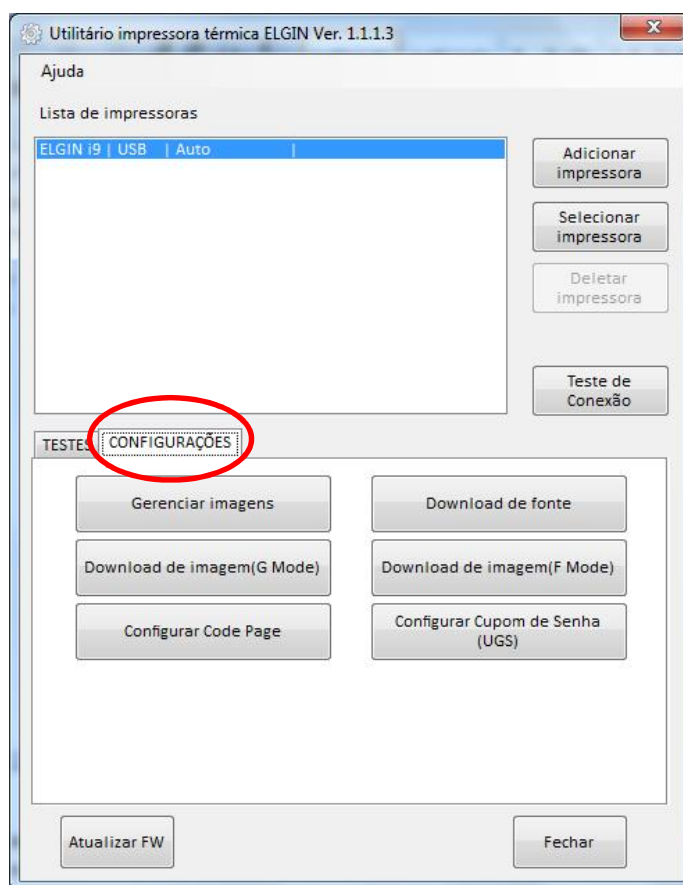 Utilitário impressora térmica ELGIN Ver. 1.1.1.3
x
Ajuda
Lista de impressoras
ELGIN i9 | USB | Auto |
Adicionar
impressora
Selecionar
impressora
Deletar
impressora
Teste de
Conexão
TESTES CONFIGURAÇÕES
Gerenciar imagens
Download de fonte
Download de imagem(G Mode)
Download de imagem(F Mode)
Configurar Code Page
Configurar Cupom de Senha
(UGS)
Atualizar FW
Fechar